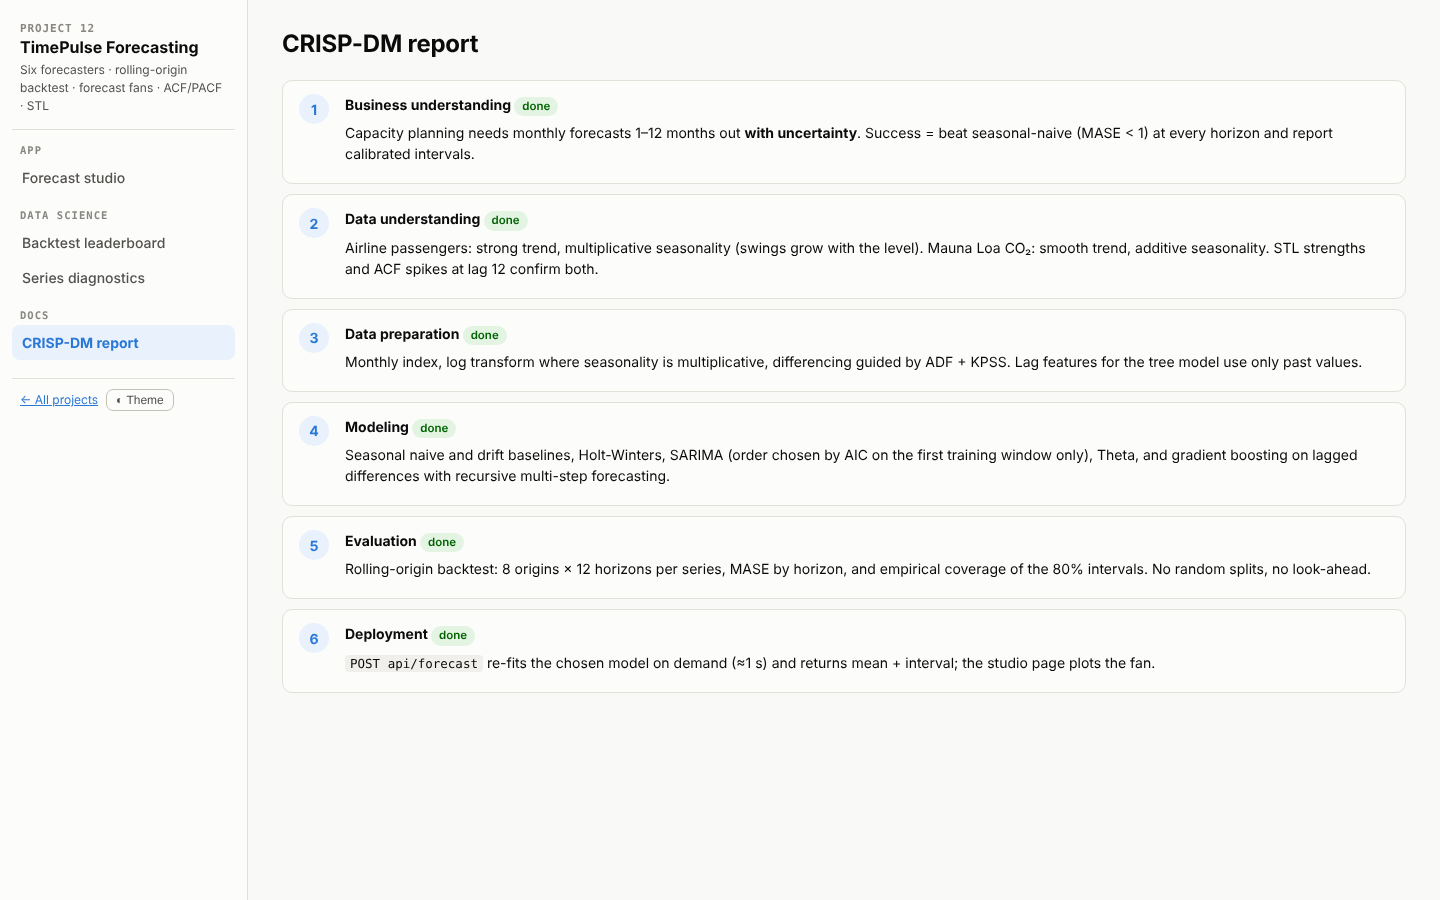 PROJECT 12
TimePulse Forecasting
Six forecasters · rolling-origin
backtest · forecast fans · ACF/PACF
· STL
APP
Forecast studio
DATA SCIENCE
Backtest leaderboard
Series diagnostics
DOCS
CRISP-DM report
← All projects
Theme
CRISP-DM report
1
Business understanding done
Capacity planning needs monthly forecasts 1–12 months out with uncertainty. Success = beat seasonal-naive (MASE < 1) at every horizon and report
calibrated intervals.
2
Data understanding done
Airline passengers: strong trend, multiplicative seasonality (swings grow with the level). Mauna Loa CO₂: smooth trend, additive seasonality. STL strengths
and ACF spikes at lag 12 confirm both.
3
Data preparation done
Monthly index, log transform where seasonality is multiplicative, differencing guided by ADF + KPSS. Lag features for the tree model use only past values.
4
Modeling done
Seasonal naive and drift baselines, Holt-Winters, SARIMA (order chosen by AIC on the first training window only), Theta, and gradient boosting on lagged
differences with recursive multi-step forecasting.
5
Evaluation done
Rolling-origin backtest: 8 origins × 12 horizons per series, MASE by horizon, and empirical coverage of the 80% intervals. No random splits, no look-ahead.
6
Deployment done
POST api/forecast re-fits the chosen model on demand (≈1 s) and returns mean + interval; the studio page plots the fan.